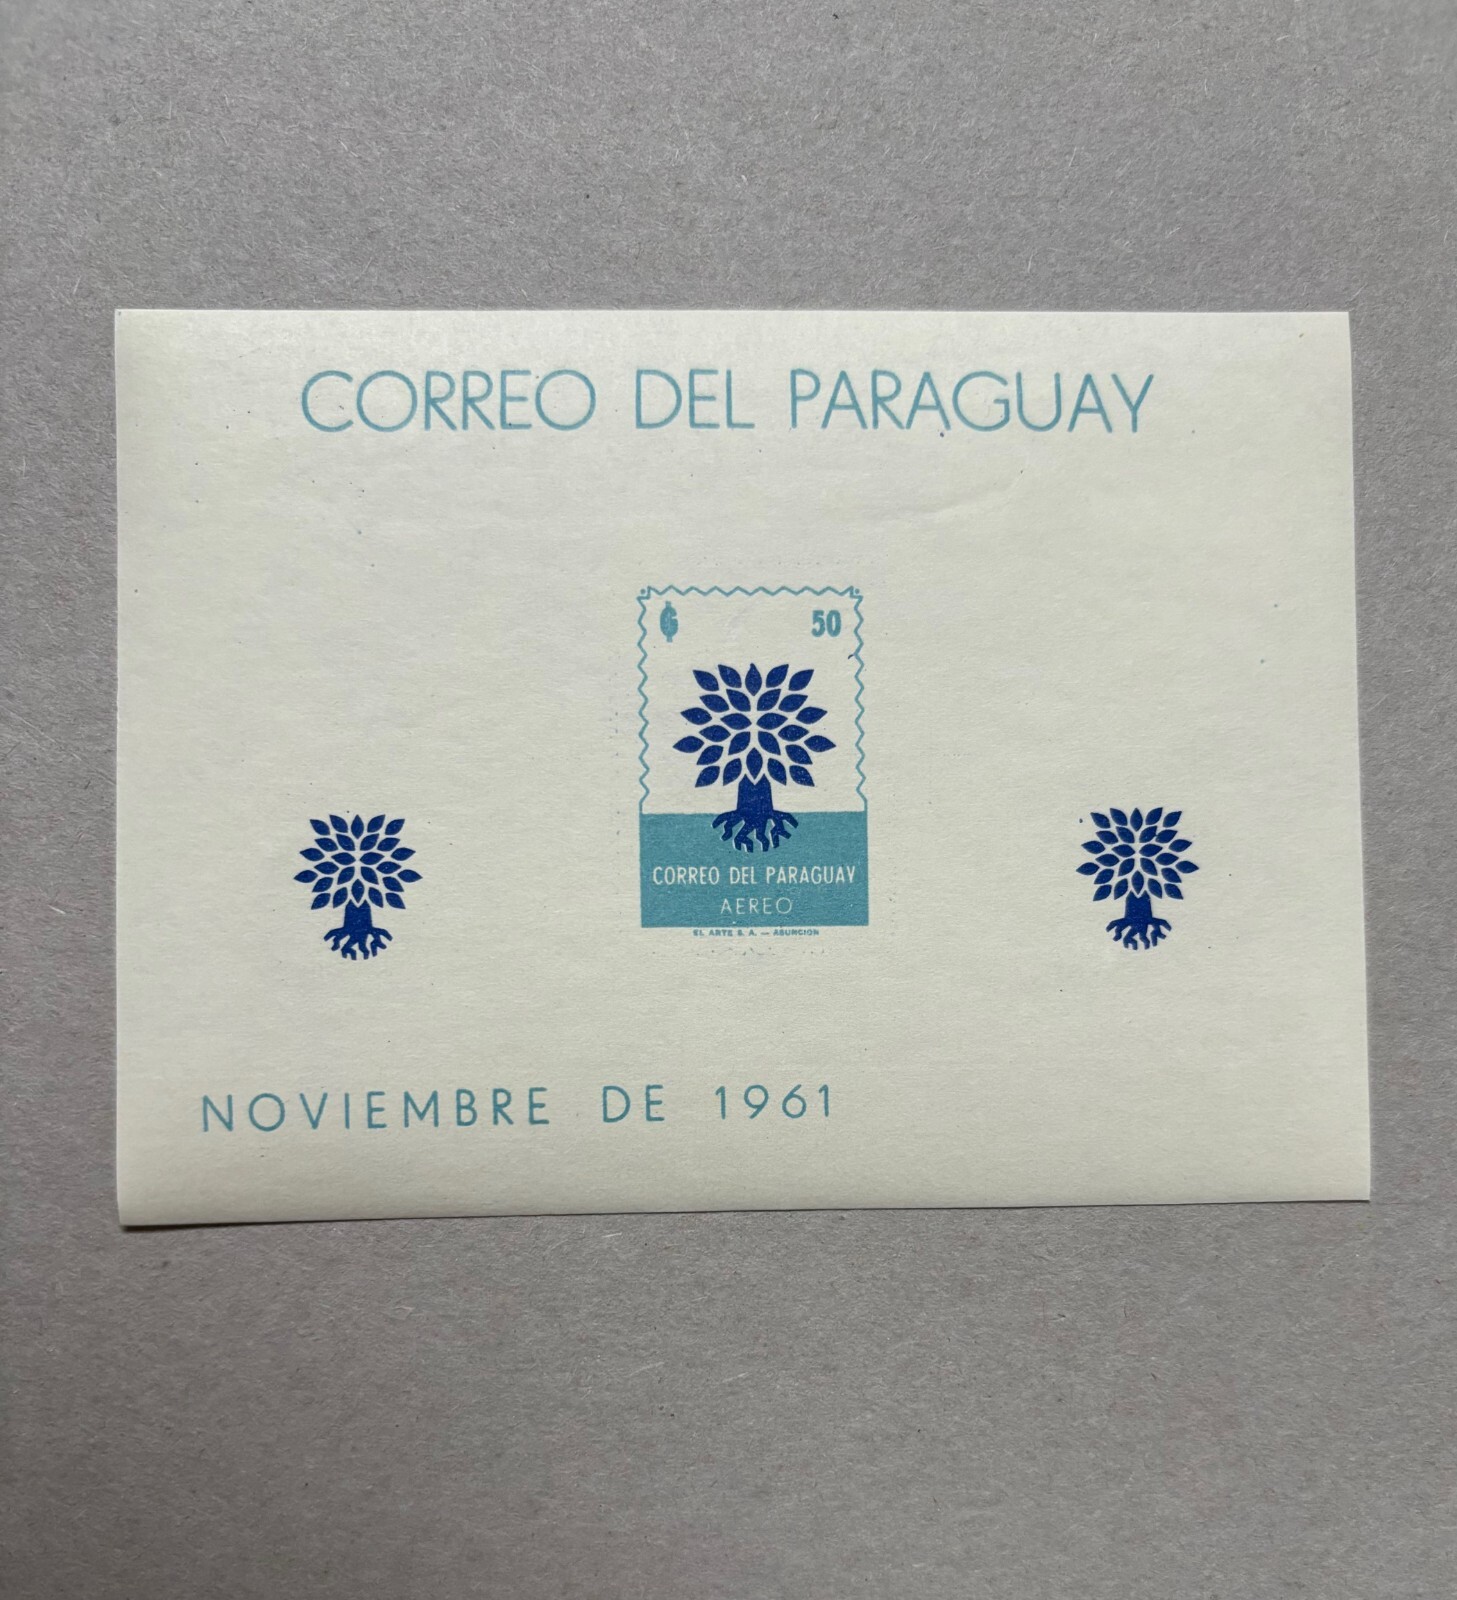 CORREO DEL PARAGUAY
₲ 50
CORREO DEL PARAGUAY
AEREO
EL ARTE S. A. — ASUNCION
NOVIEMBRE DE 1961